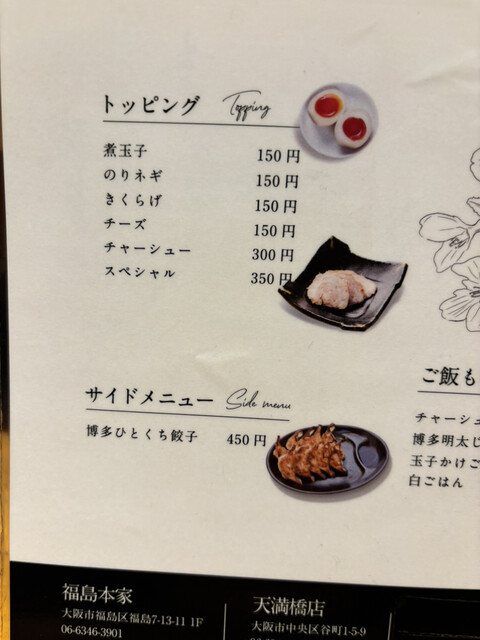 トッピング Topping
煮玉子 150円
のりネギ 150円
きくらげ 150円
チーズ 150円
チャーシュー 300円
スペシャル 350円
サイドメニュー Side menu
博多ひとくち餃子 450円
ご飯も
チャーシュ
博多明太じ
玉子かけご
白ごはん
福島本家
大阪市福島区福島7-13-11 1F
06-6346-3901
天満橋店
大阪市中央区谷町1-5-9